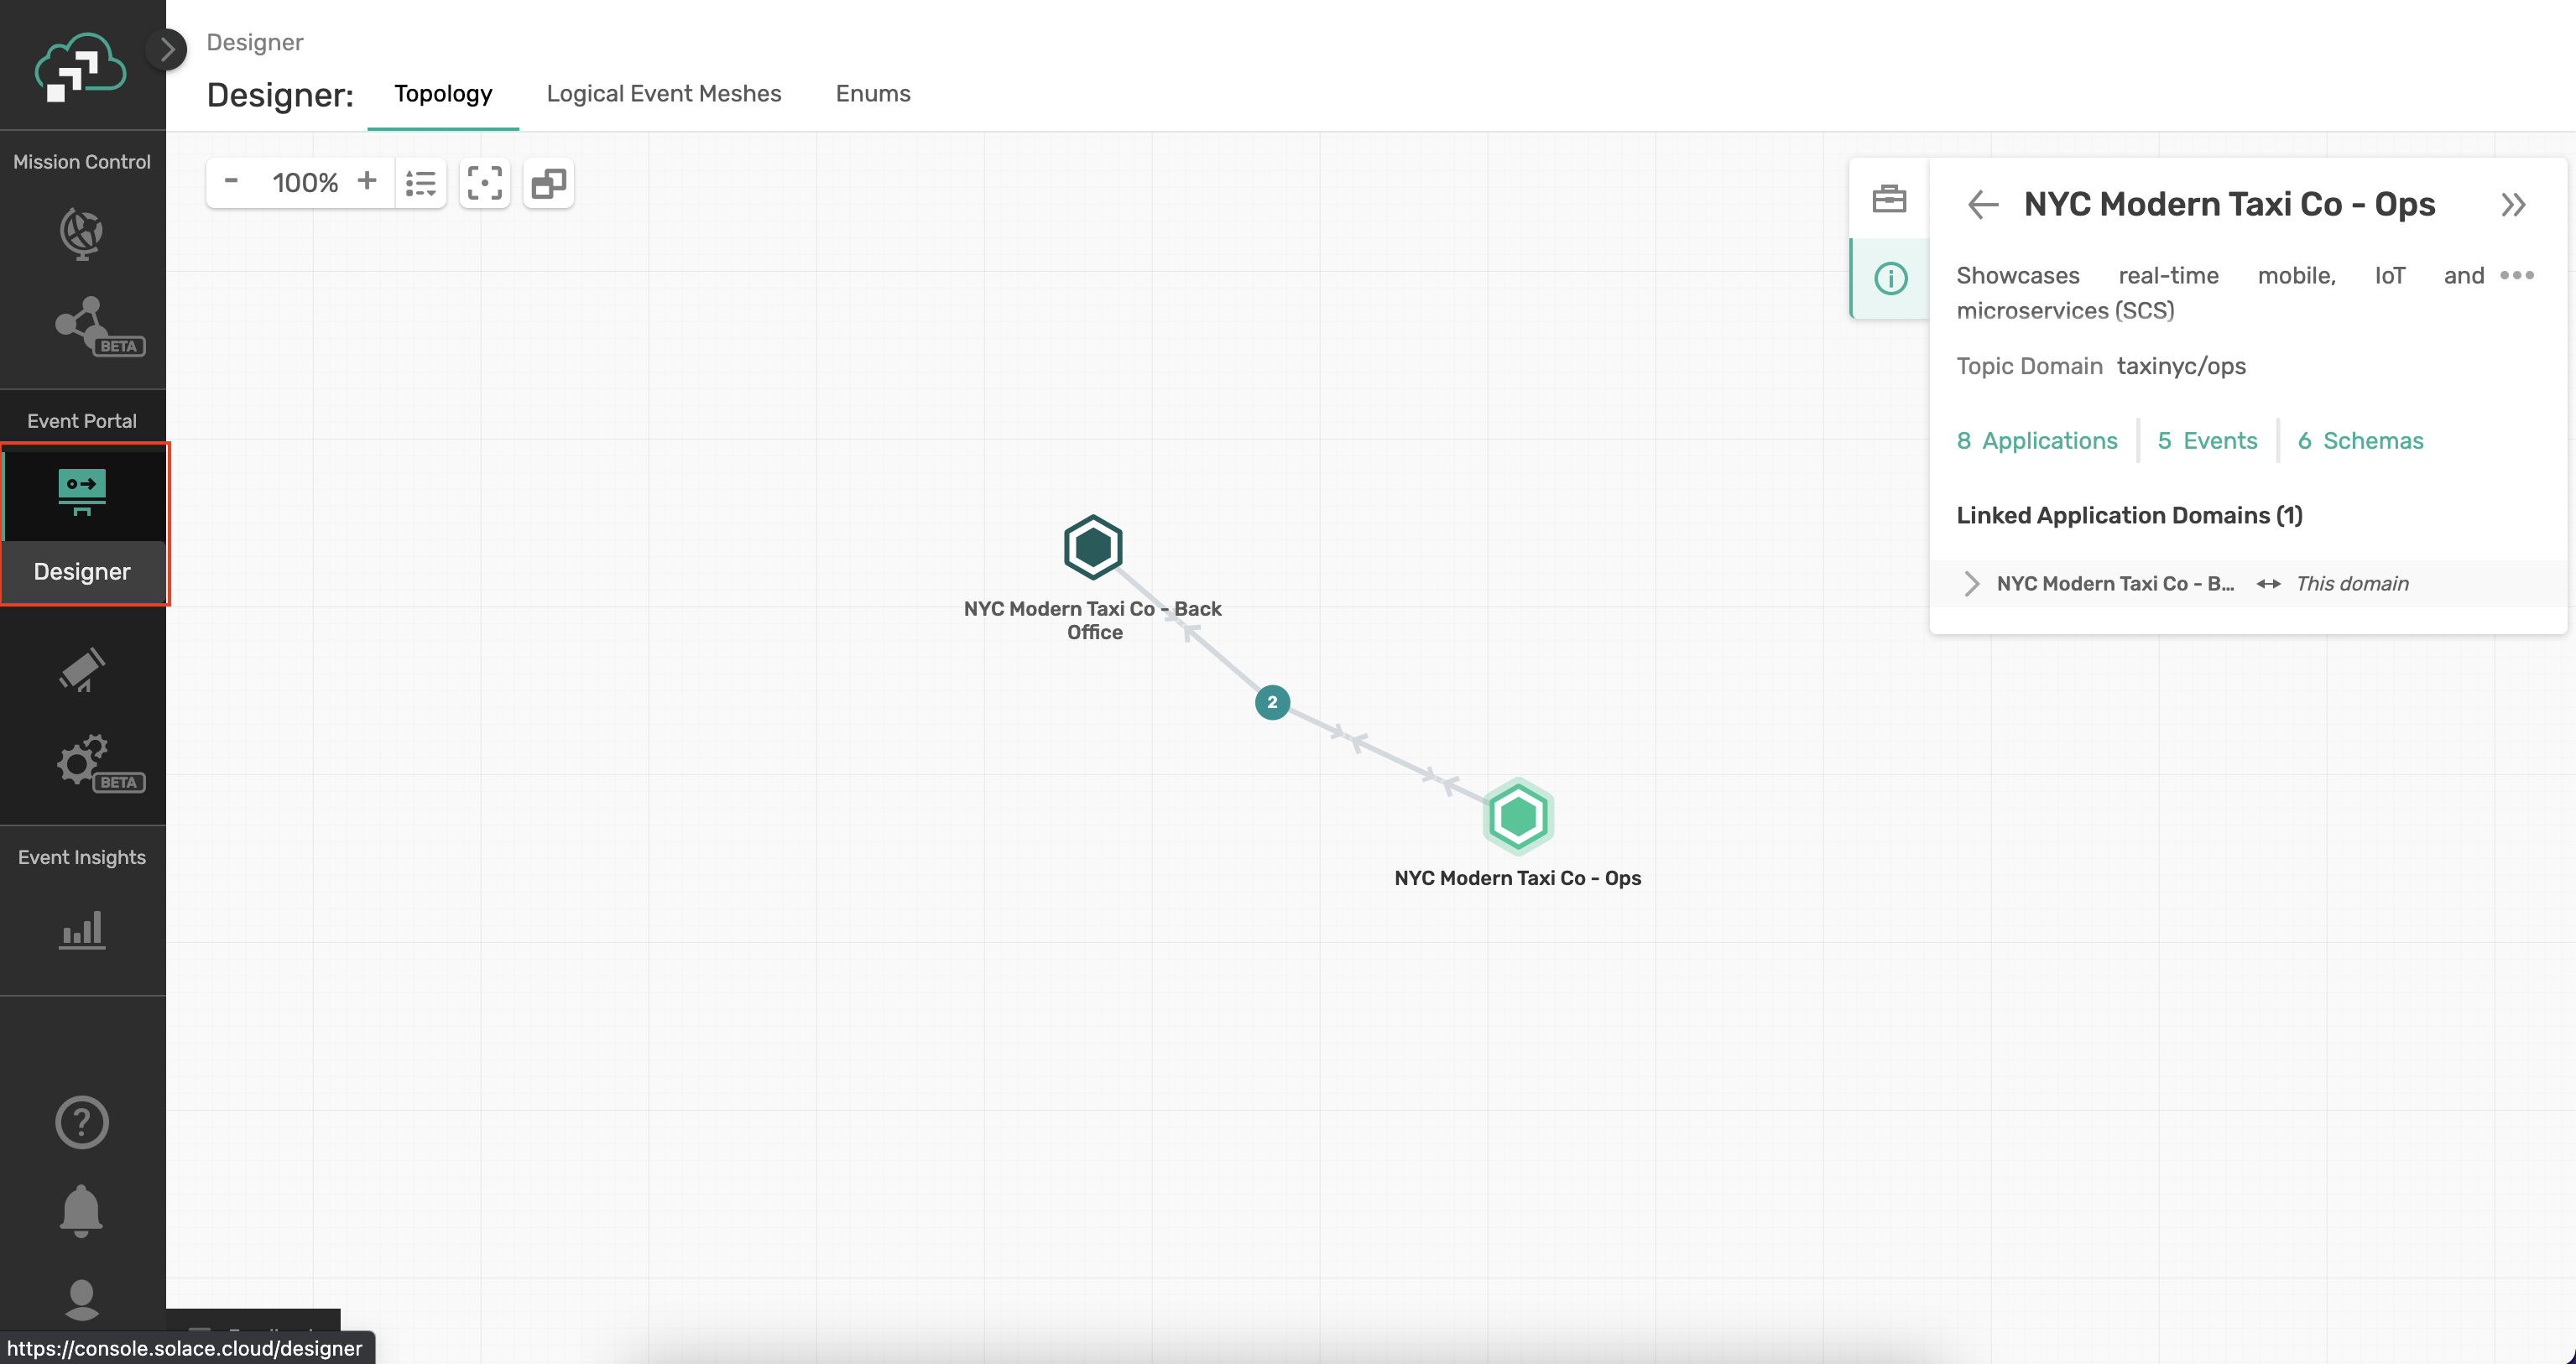 Mission Control
BETA
Event Portal
Designer
BETA
Event Insights
Designer
Designer:
Topology
Logical Event Meshes
Enums
- 100% +
NYC Modern Taxi Co - Back
Office
2
NYC Modern Taxi Co - Ops
NYC Modern Taxi Co - Ops
Showcases real-time mobile, IoT and
microservices (SCS)
Topic Domain taxinyc/ops
8 Applications
5 Events
6 Schemas
Linked Application Domains (1)
NYC Modern Taxi Co - B... This domain
https://console.solace.cloud/designer